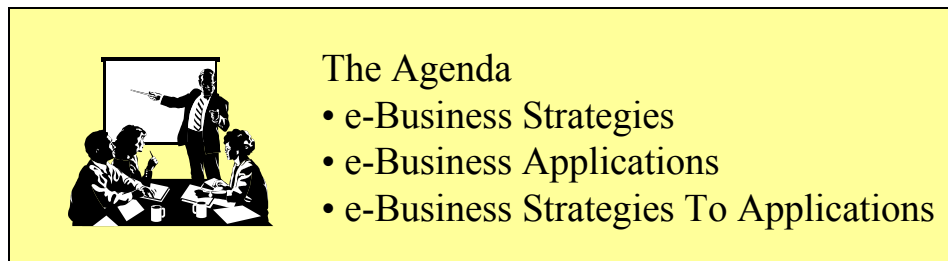 The Agenda
• e-Business Strategies
• e-Business Applications
• e-Business Strategies To Applications